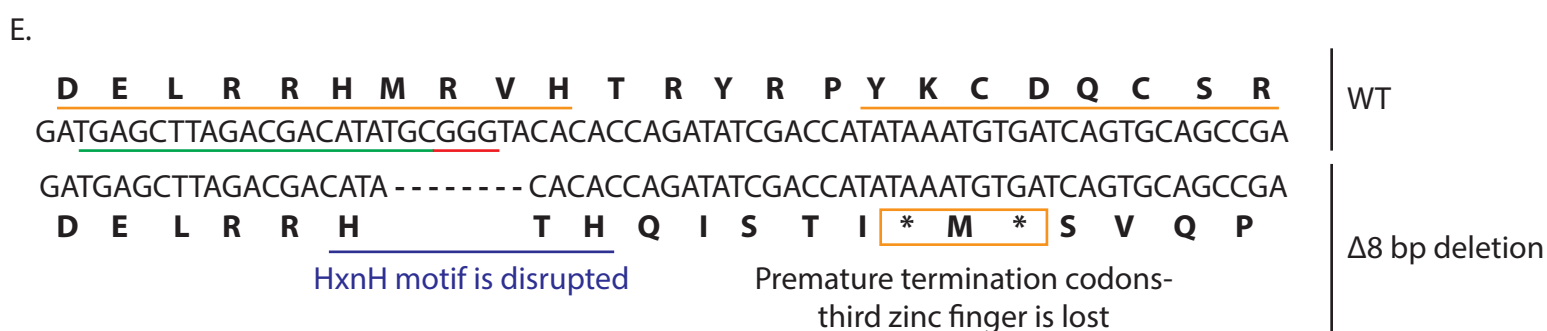 E.
D E L R R H M R V H T R Y R P Y K C D Q C S R
GATGAGCTTAGACGACATATGCGGGTACACACCAGATATCGACCATATAAATGTGATCAGTGCAGCCGA
WT
GATGAGCTTAGACGACATA--------CACACCAGATATCGACCATATAAATGTGATCAGTGCAGCCGA
D E L R R H T H Q I S T I * M * S V Q P
Δ8 bp deletion
HxnH motif is disrupted
Premature termination codons-
third zinc finger is lost